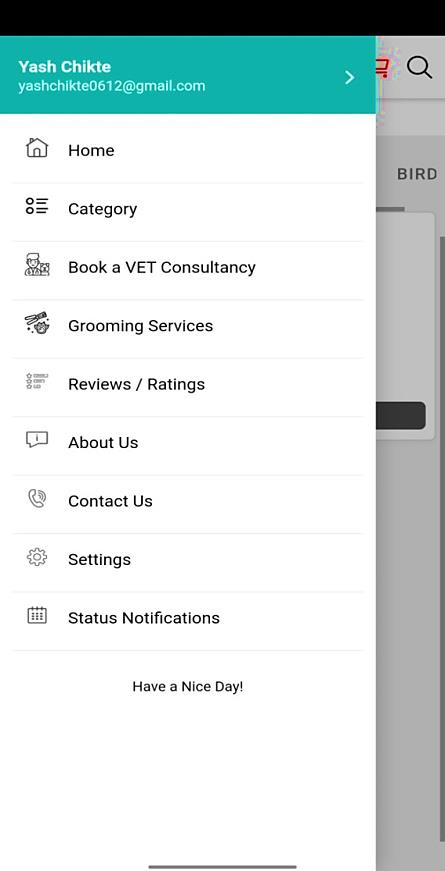 Yash Chikte
yashchikte0612@gmail.com
BIRD
Home
Category
Book a VET Consultancy
Grooming Services
Reviews / Ratings
About Us
Contact Us
Settings
Status Notifications
Have a Nice Day!